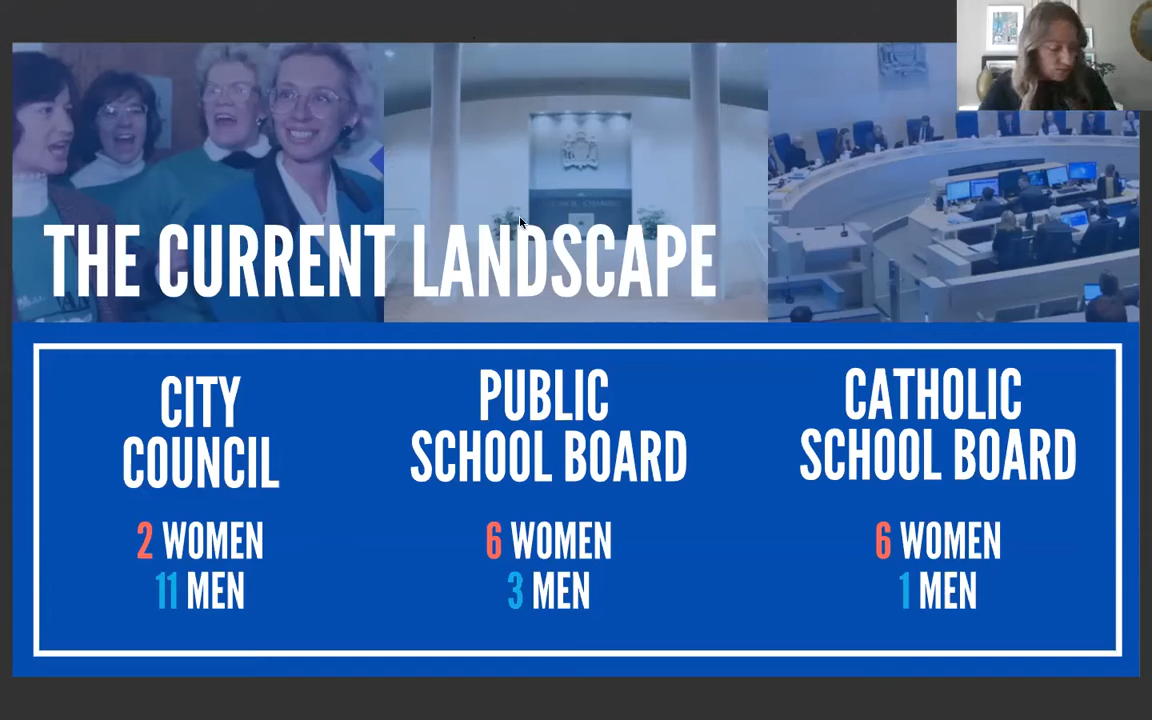 THE CURRENT LANDSCAPE
CITY
COUNCIL
2 WOMEN
11 MEN
PUBLIC
SCHOOL BOARD
6 WOMEN
3 MEN
CATHOLIC
SCHOOL BOARD
6 WOMEN
1 MEN